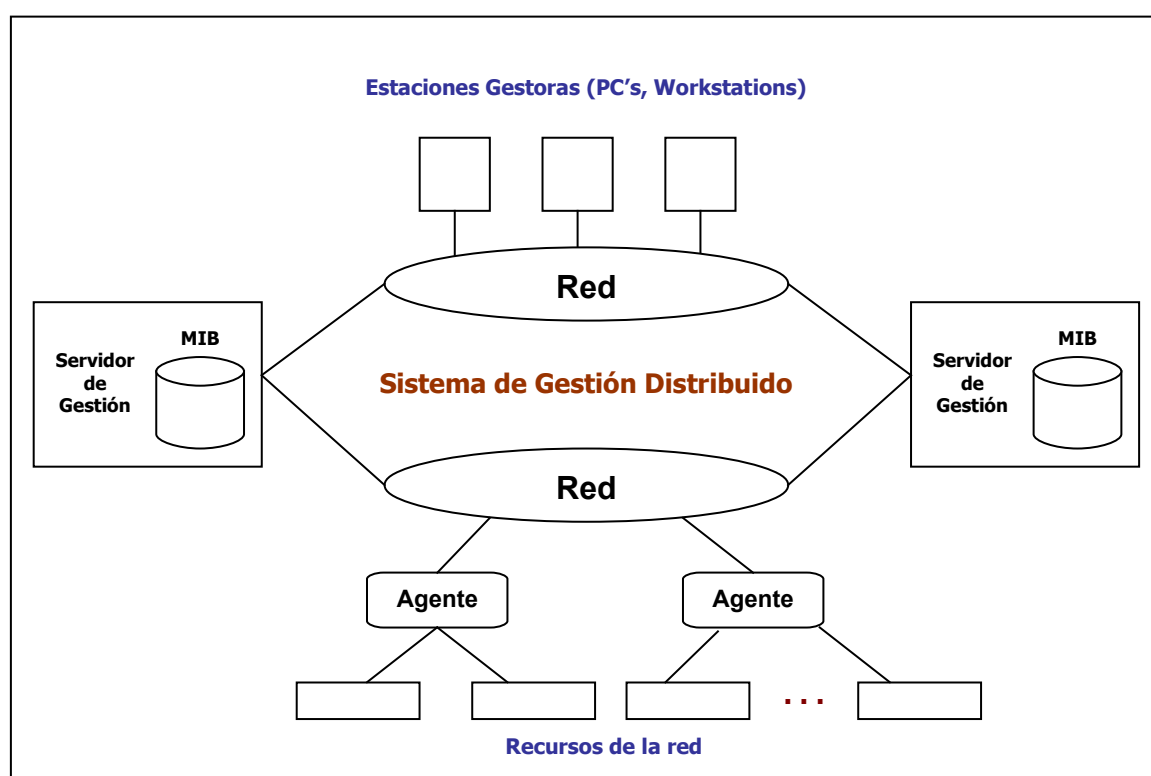 Estaciones Gestoras (PC’s, Workstations)
Red
MIB
Servidor
de
Gestión
Sistema de Gestión Distribuido
MIB
Servidor
de
Gestión
Red
Agente
Agente
. . .
Recursos de la red